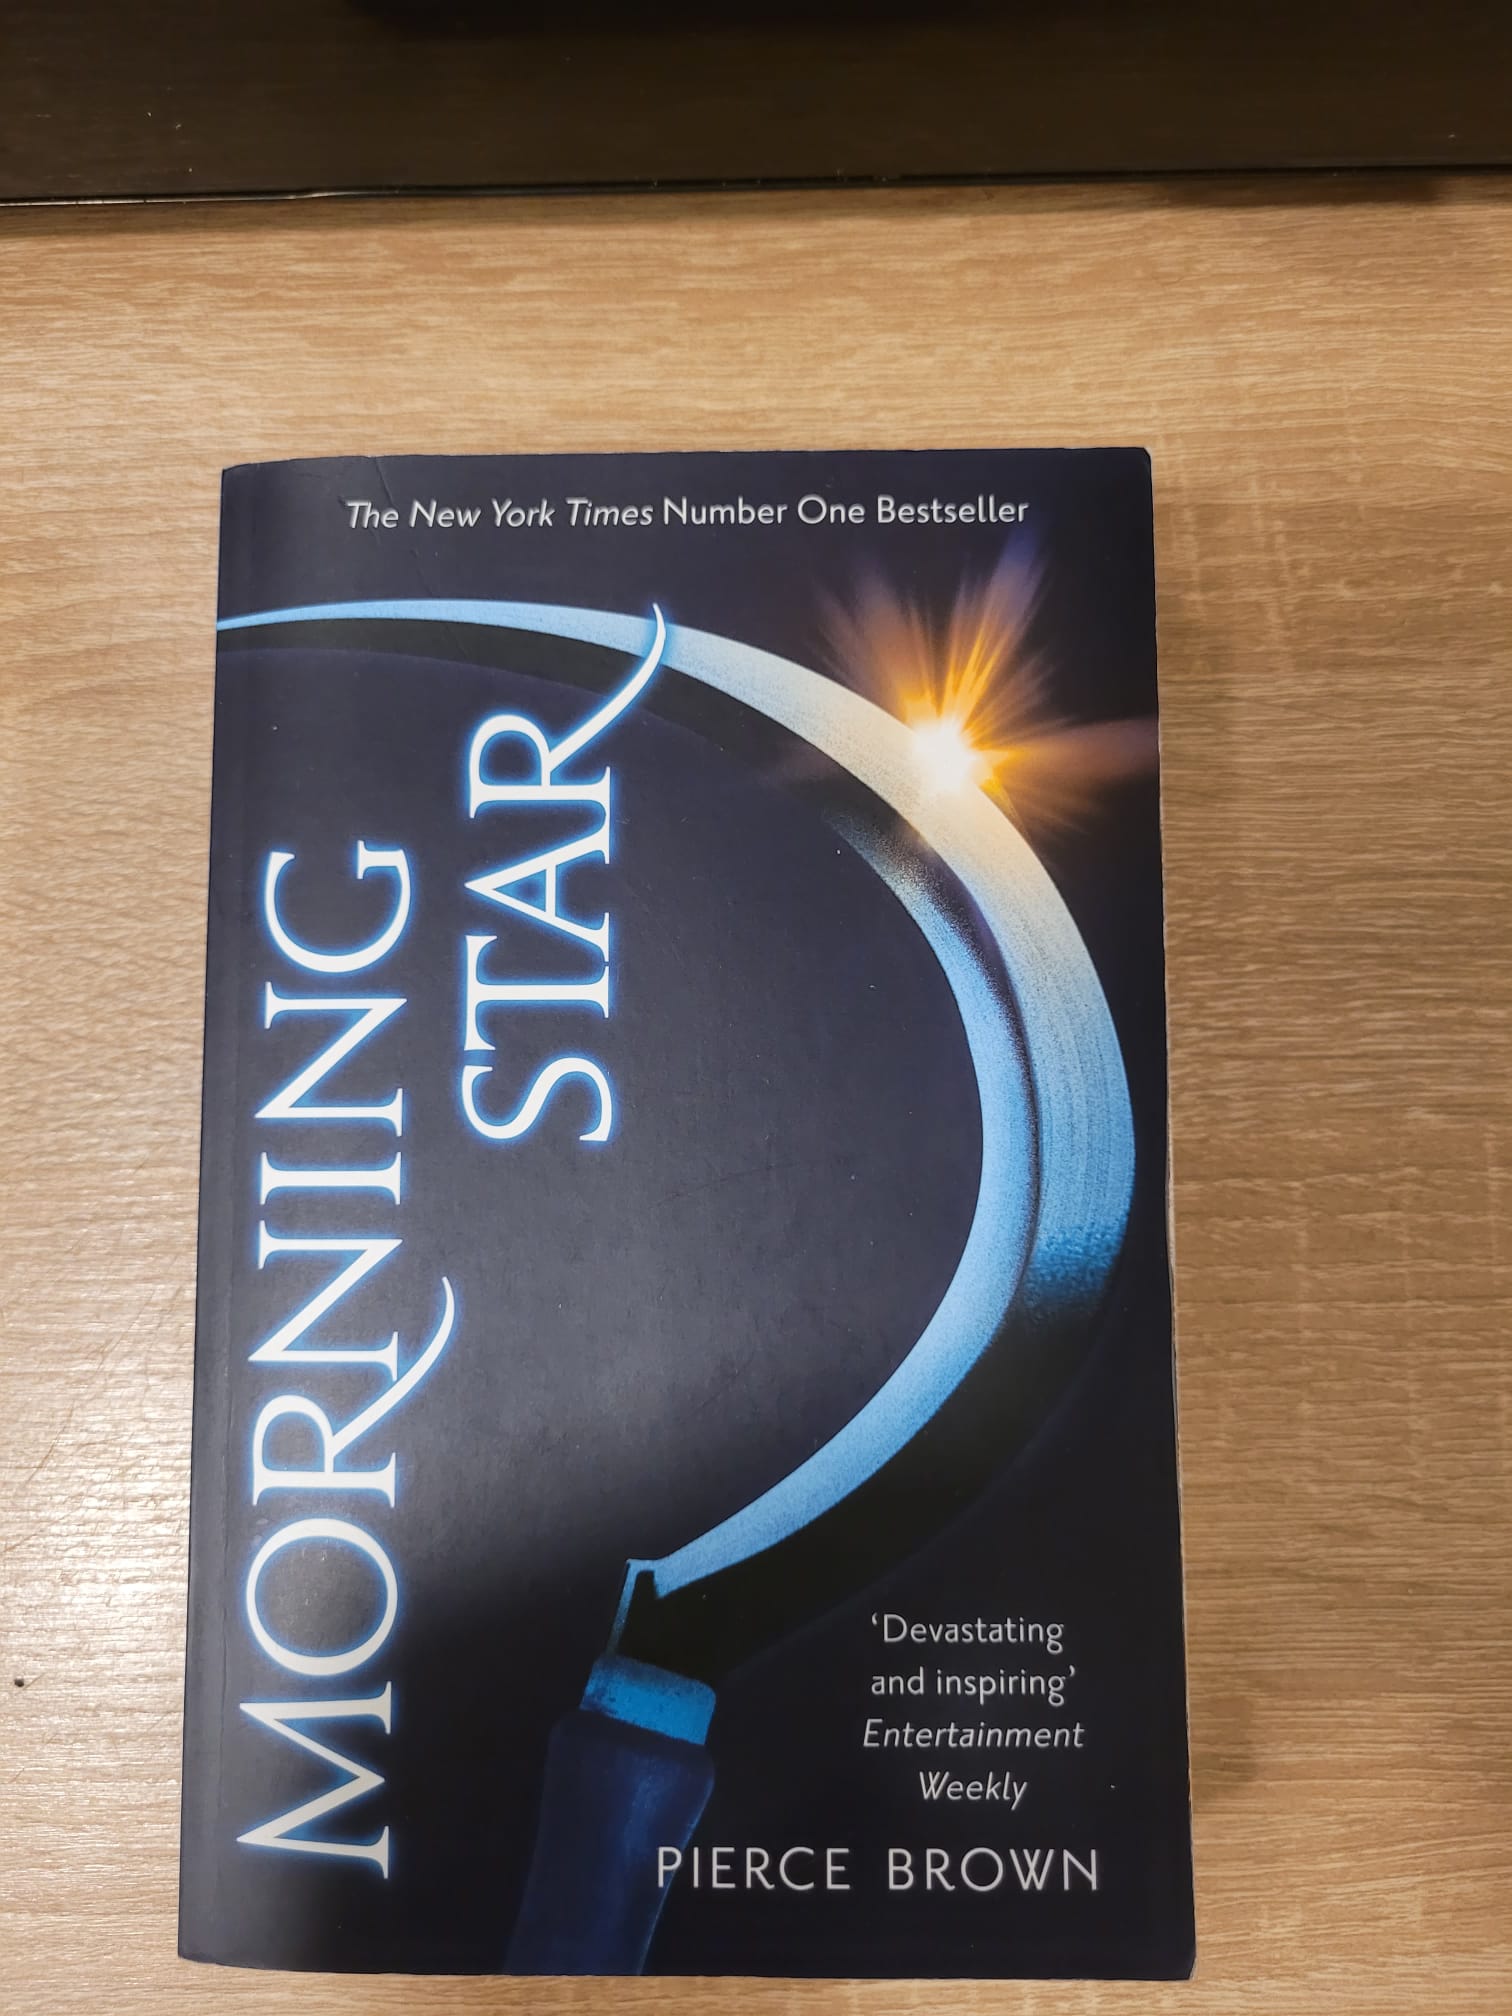 The New York Times Number One Bestseller
MORNING
STAR
‘Devastating
and inspiring’
Entertainment
Weekly
PIERCE BROWN